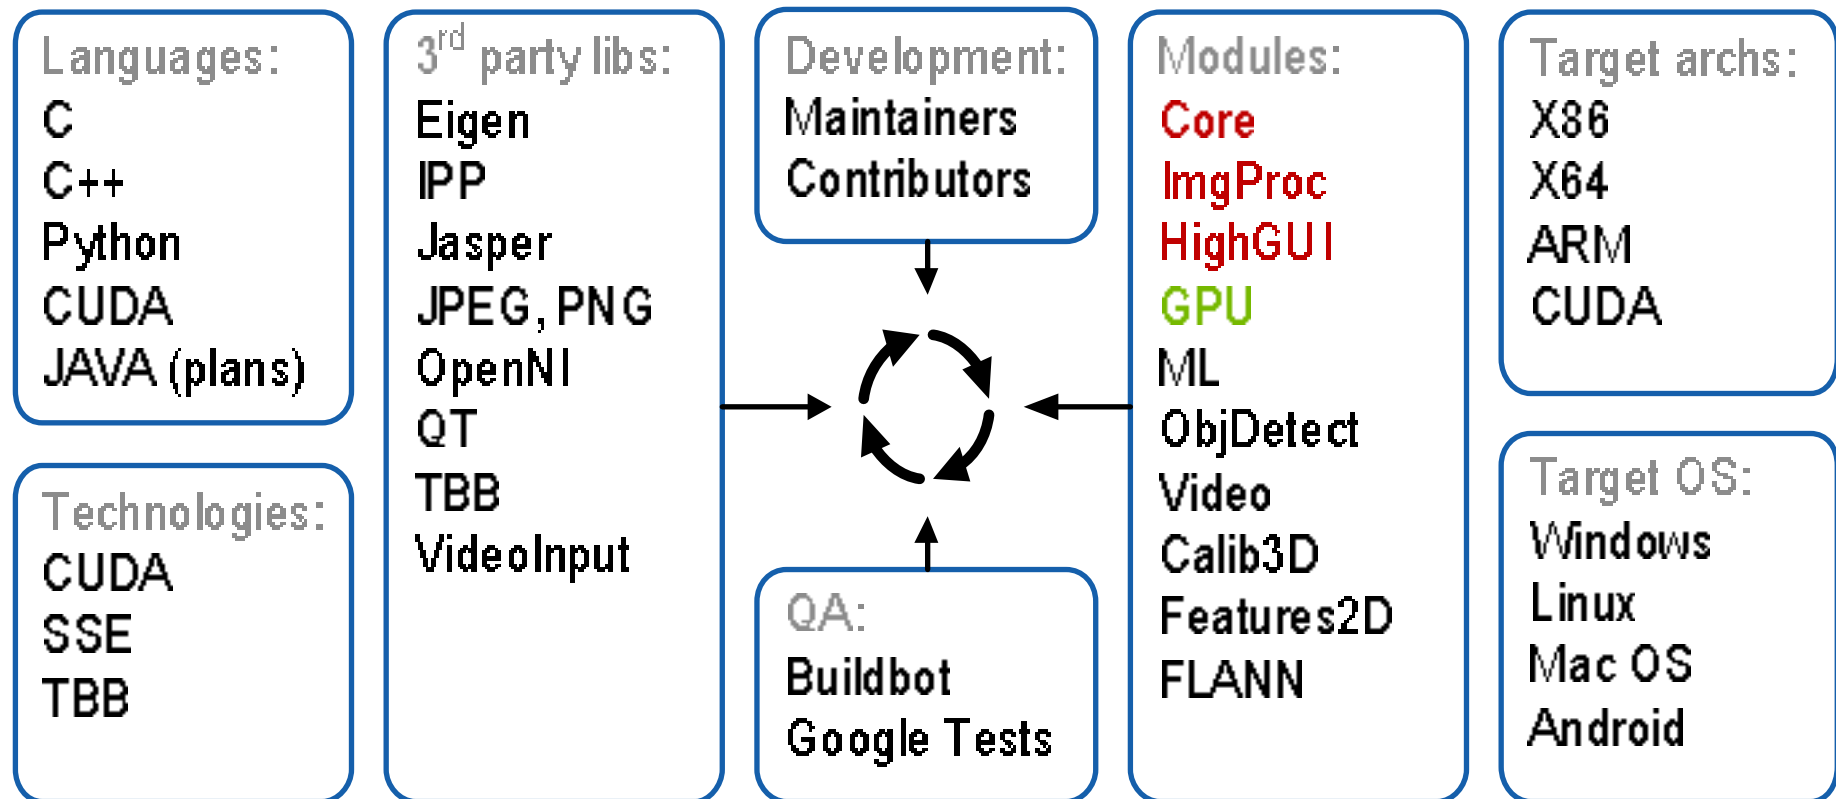 Languages:
C
C++
Python
CUDA
JAVA (plans)
Technologies:
CUDA
SSE
TBB
3rd party libs:
Eigen
IPP
Jasper
JPEG, PNG
OpenNI
QT
TBB
VideoInput
Development:
Maintainers
Contributors
QA:
Buildbot
Google Tests
Modules:
Core
ImgProc
HighGUI
GPU
ML
ObjDetect
Video
Calib3D
Features2D
FLANN
Target archs:
X86
X64
ARM
CUDA
Target OS:
Windows
Linux
Mac OS
Android